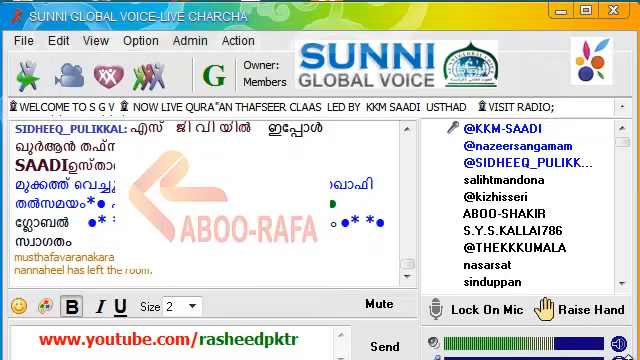 SUNNI GLOBAL VOICE-LIVE CHARCHA
File Edit View Option Admin Action
G
Owner:
Members
SUNNI
GLOBAL VOICE
WELCOME TO S G V NOW LIVE QURA"AN THAFSEER CLAAS LED BY KKM SAADI USTHAD VISIT RADIO;
SIDHEEQ_PULIKKAL: എസ് ജി വി യിൽ ഇപ്പോൾ
ഖുർആൻ തഫ്സ
SAADIഉസ്താ
മുക്കത്ത് വെച്ചു ഖാഫി
തൽസമയം*●
ഗ്ലോബൽ ●* *●
സ്വാഗതം
musthafavaranakara
nannaheel has left the room.
ABOO-RAFA
@KKM-SAADI
@nazeersangamam
@SIDHEEQ_PULIKK...
salihtmandona
@kizhisseri
ABOO-SHAKIR
S.Y.S.KALLAI786
@THEKKKUMALA
nasarsat
sinduppan
B I U Size 2 Mute
Lock On Mic Raise Hand
www.youtube.com/rasheedpktr
Send